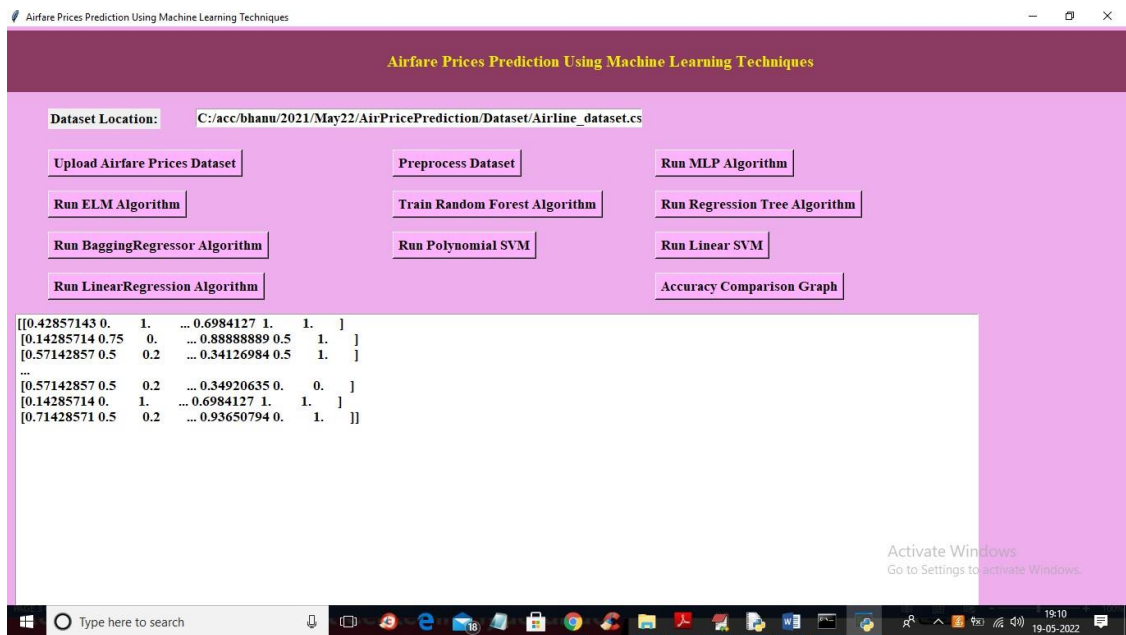 Airfare Prices Prediction Using Machine Learning Techniques
Airfare Prices Prediction Using Machine Learning Techniques
Dataset Location: C:/acc/bhanu/2021/May22/AirPricePrediction/Dataset/Airline_dataset.cs
Upload Airfare Prices Dataset Preprocess Dataset Run MLP Algorithm
Run ELM Algorithm Train Random Forest Algorithm Run Regression Tree Algorithm
Run BaggingRegressor Algorithm Run Polynomial SVM Run Linear SVM
Run LinearRegression Algorithm Accuracy Comparison Graph
[[0.42857143 0. 1. ... 0.6984127 1. 1. ]
[0.14285714 0.75 0. ... 0.88888889 0.5 1. ]
[0.57142857 0.5 0.2 ... 0.34126984 0.5 1. ]
...
[0.57142857 0.5 0.2 ... 0.34920635 0. 0. ]
[0.14285714 0. 1. ... 0.6984127 1. 1. ]
[0.71428571 0.5 0.2 ... 0.93650794 0. 1. ]]
Activate Windows
Go to Settings to activate Windows.
Type here to search 18 19:10
19-05-2022